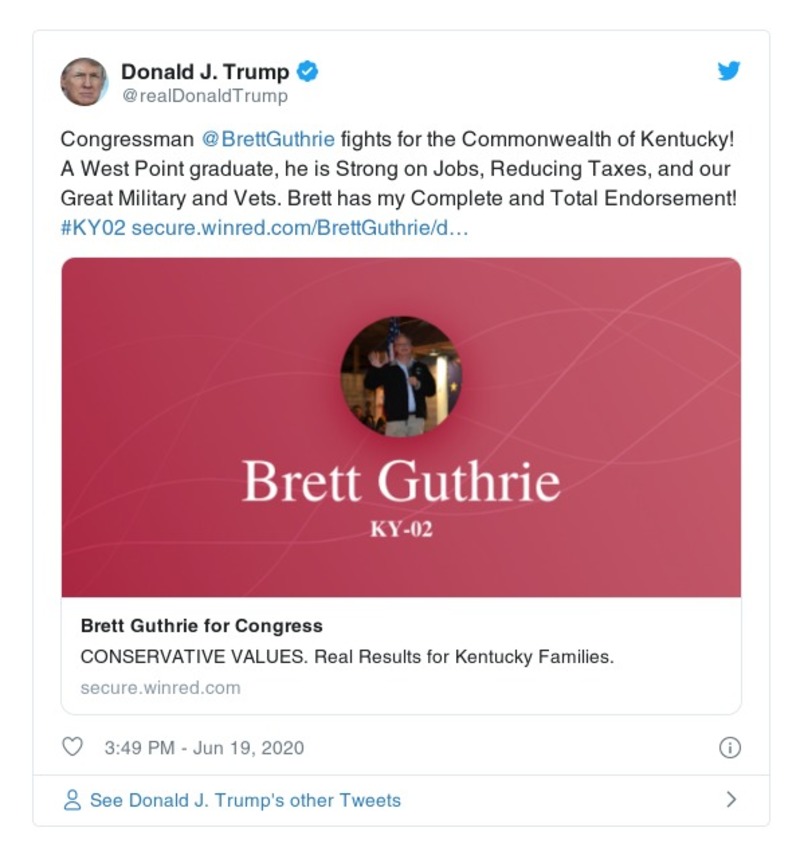 Donald J. Trump
@realDonaldTrump
Congressman @BrettGuthrie fights for the Commonwealth of Kentucky!
A West Point graduate, he is Strong on Jobs, Reducing Taxes, and our
Great Military and Vets. Brett has my Complete and Total Endorsement!
#KY02 secure.winred.com/BrettGuthrie/d…
Brett Guthrie
KY-02
Brett Guthrie for Congress
CONSERVATIVE VALUES. Real Results for Kentucky Families.
secure.winred.com
3:49 PM - Jun 19, 2020
See Donald J. Trump's other Tweets